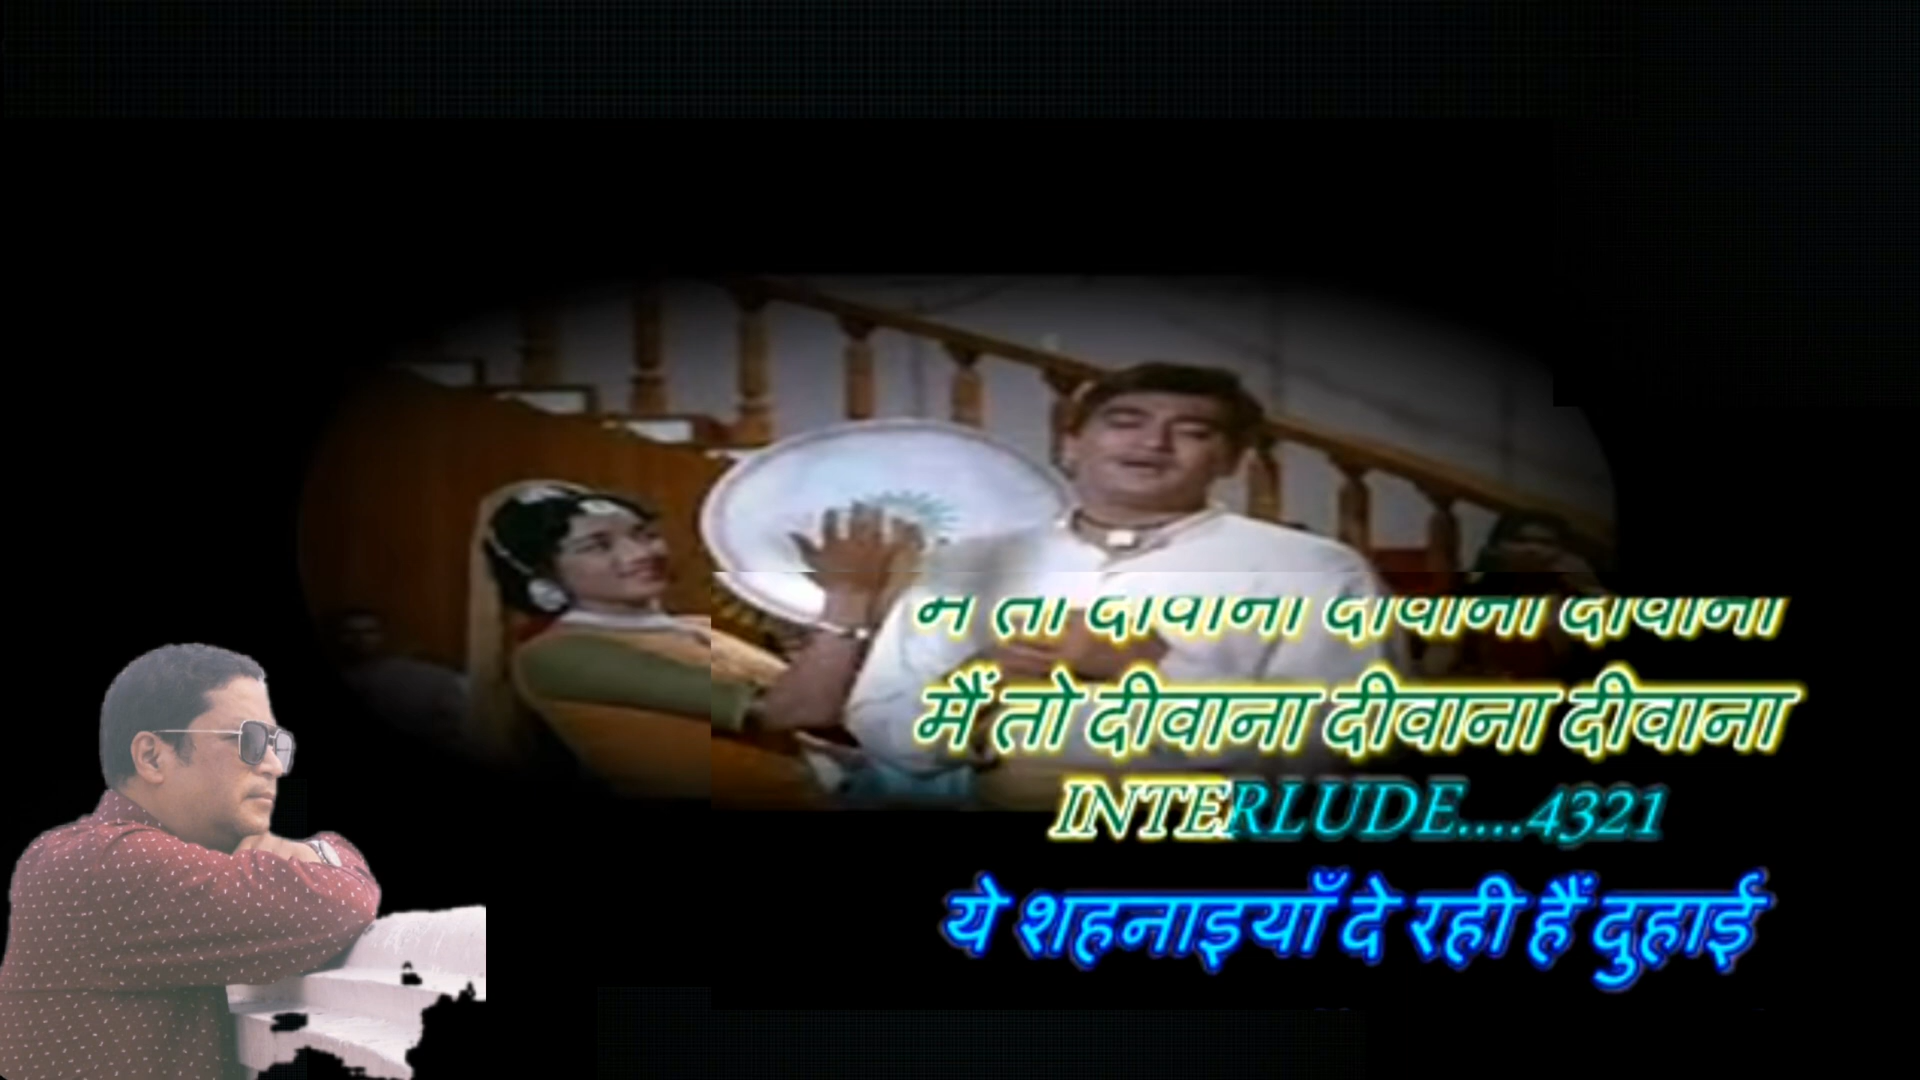 मैं तो दीवाना दीवाना दीवाना
मैं तो दीवाना दीवाना दीवाना
INTERLUDE....4321
ये शहनाइयाँ दे रही हैं दुहाई